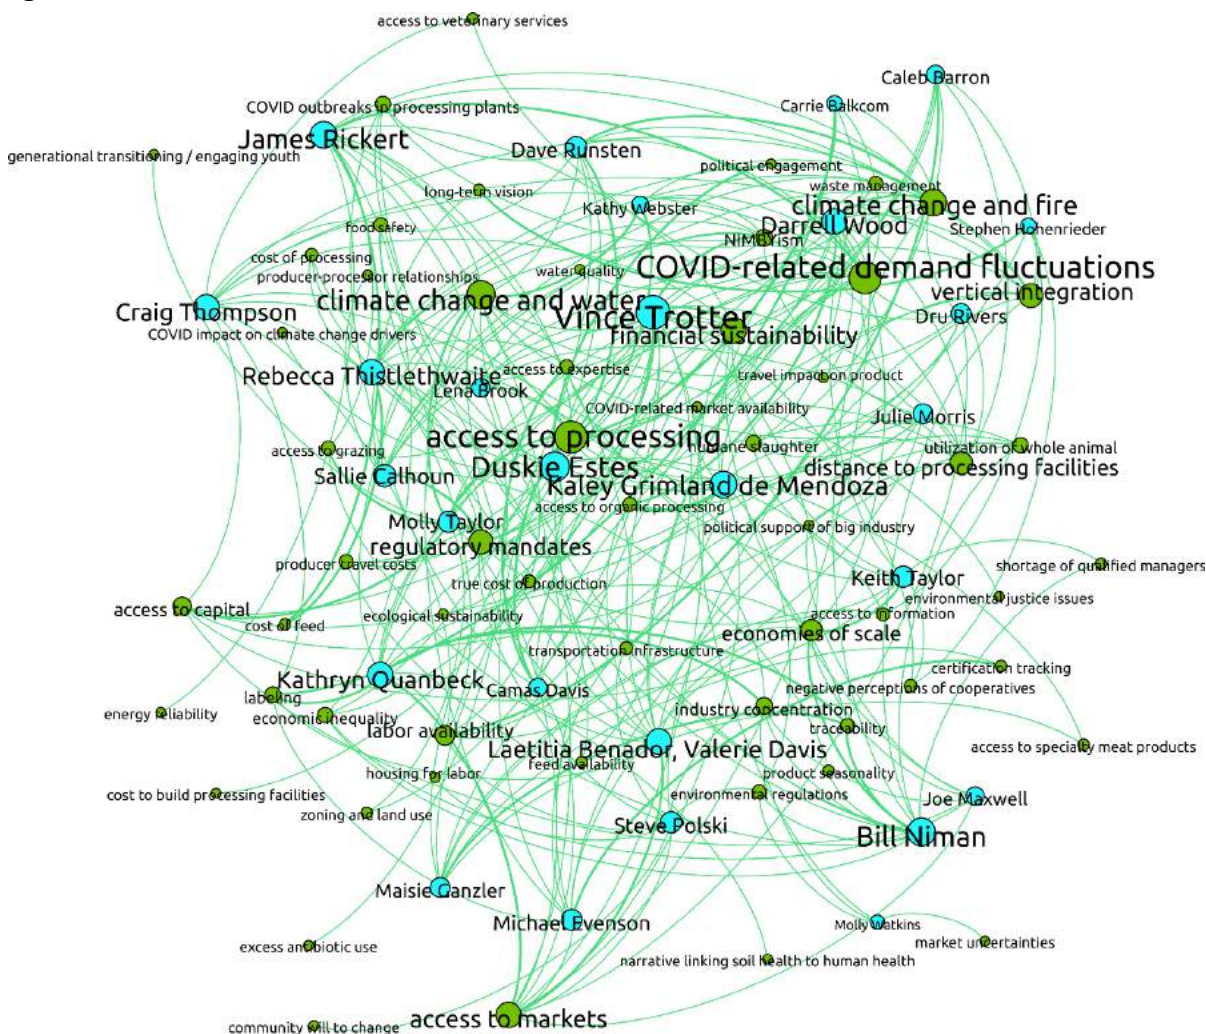 access to veterinary services
Caleb Barron
Carrie Balkcom
COVID outbreaks in processing plants
James Rickert
generational transitioning / engaging youth
Dave Runsten
political engagement
waste management
long-term vision
Kathy Webster
climate change and fire
Darrell Wood
Stephen Hohenrieder
food safety
NIMBYism
cost of processing
producer-processor relationships
water quality
COVID-related demand fluctuations
climate change and water
vertical integration
Craig Thompson
Vince Trotter
Dru Rivers
COVID impact on climate change drivers
financial sustainability
Rebecca Thistlethwaite
access to expertise
travel impact on product
Lena Brook
COVID-related market availability
Julie Morris
access to processing
access to grazing
humane slaughter
utilization of whole animal
Duskie Estes
distance to processing facilities
Sallie Calhoun
Kaley Grimland de Mendoza
access to organic processing
Molly Taylor
political support of big industry
regulatory mandates
producer travel costs
shortage of qualified managers
true cost of production
Keith Taylor
environmental justice issues
access to capital
ecological sustainability
access to information
cost of feed
economies of scale
transportation infrastructure
certification tracking
Kathryn Quanbeck
Camas Davis
negative perceptions of cooperatives
labeling
energy reliability
economic inequality
industry concentration
labor availability
traceability
Laetitia Benador, Valerie Davis
access to specialty meat products
feed availability
housing for labor
product seasonality
cost to build processing facilities
environmental regulations
Joe Maxwell
zoning and land use
Steve Polski
Bill Niman
Maisie Ganzler
Michael Evenson
Molly Watkins
excess antibiotic use
market uncertainties
narrative linking soil health to human health
access to markets
community will to change